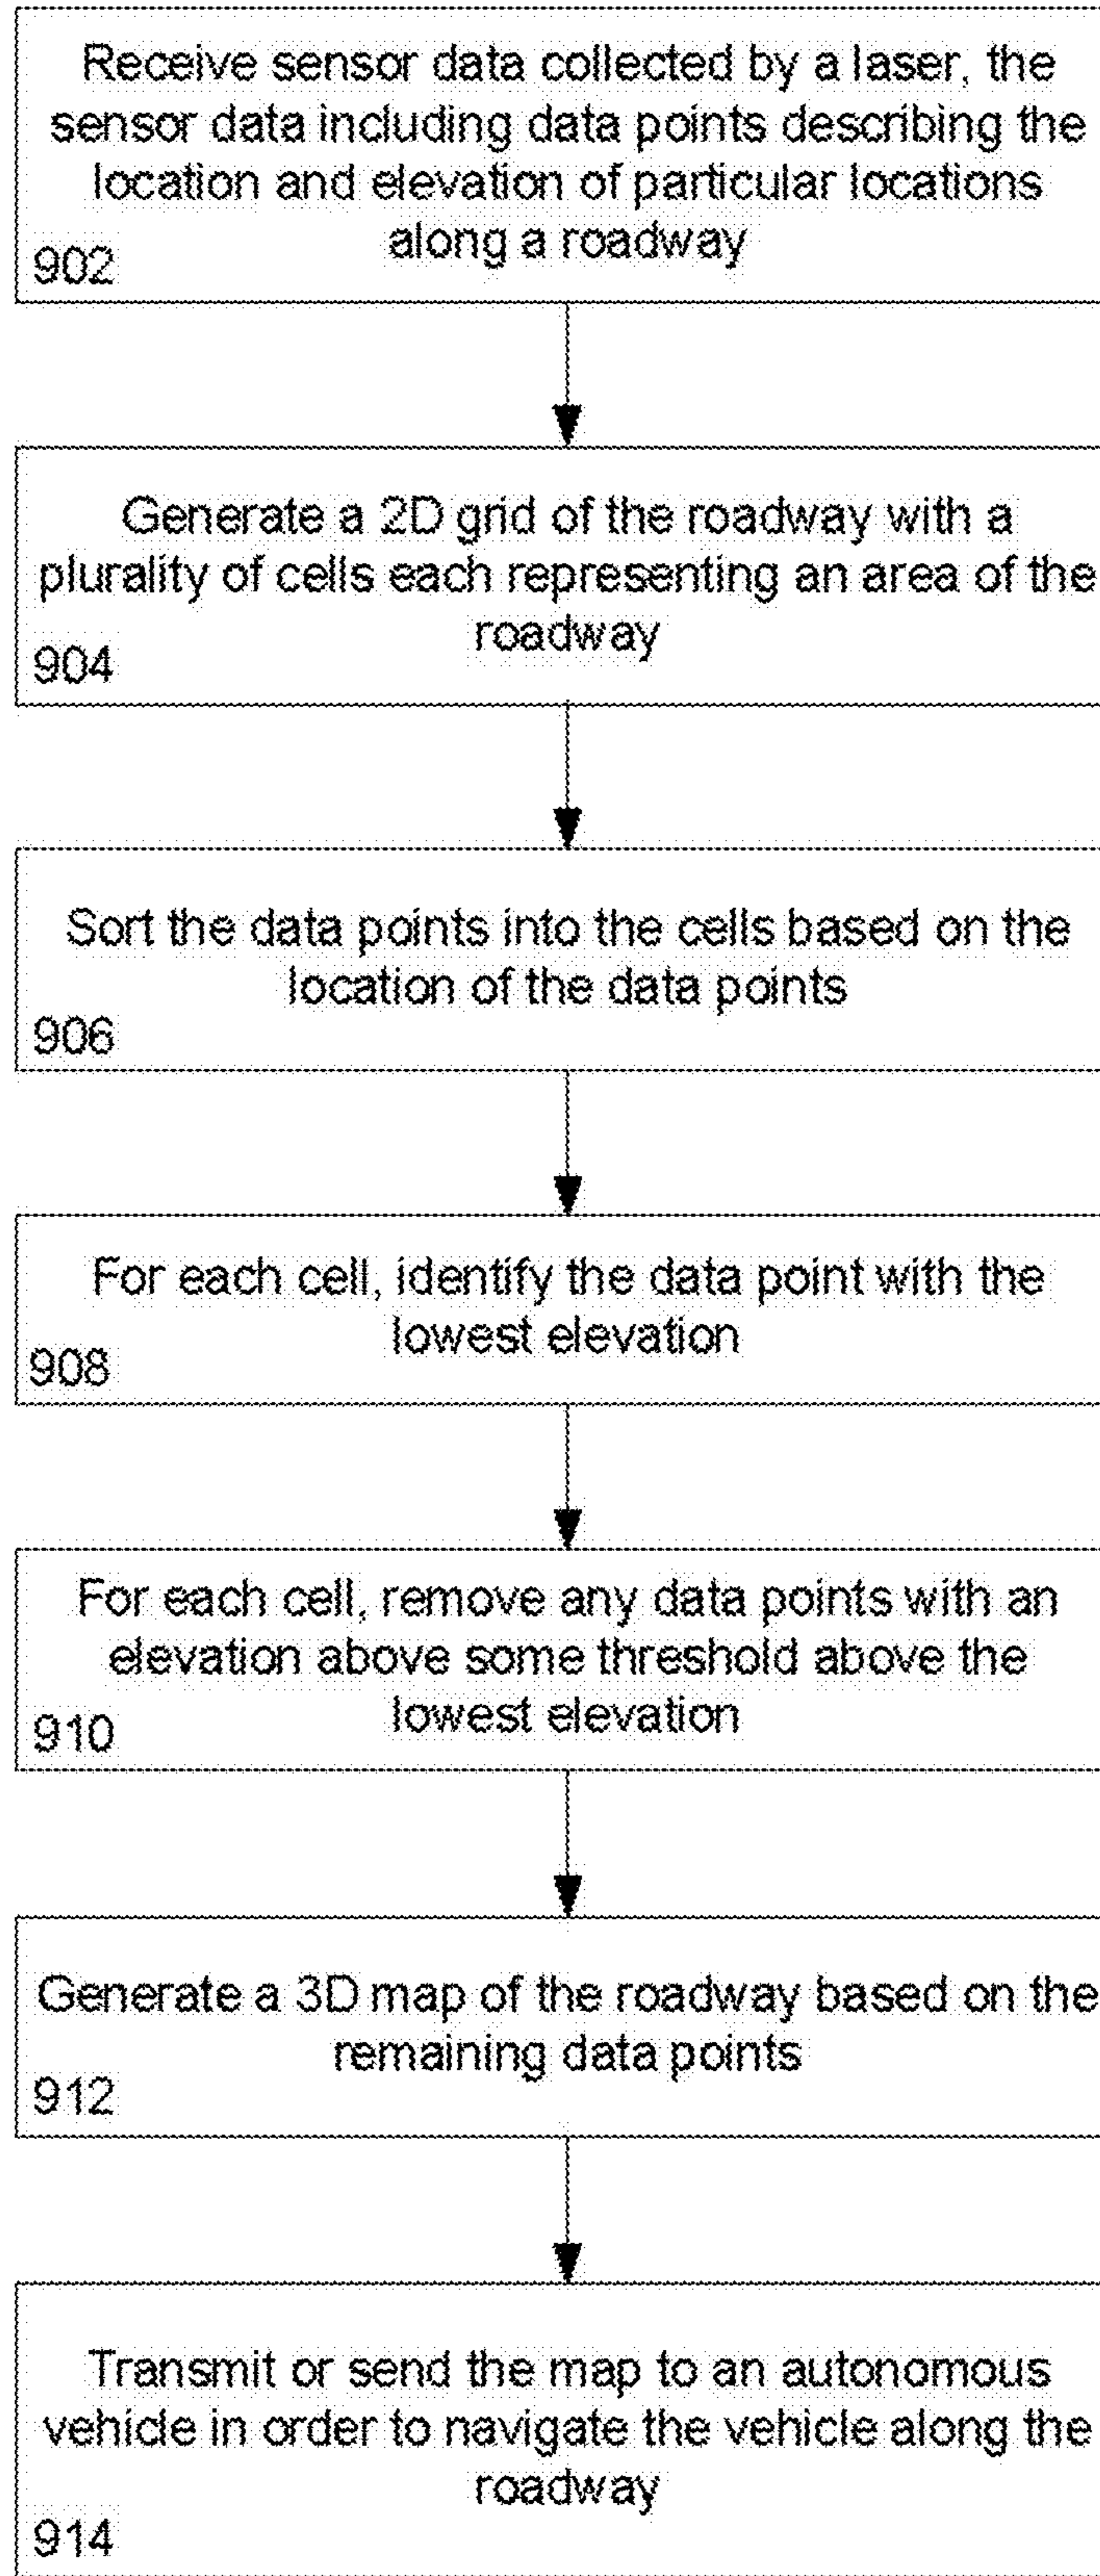 Receive sensor data collected by a laser, the
sensor data including data points describing the
location and elevation of particular locations
along a roadway
902
Generate a 2D grid of the roadway with a
plurality of cells each representing an area of the
roadway
904
Sort the data points into the cells based on the
location of the data points
906
For each cell, identify the data point with the
lowest elevation
908
For each cell, remove any data points with an
elevation above some threshold above the
lowest elevation
910
Generate a 3D map of the roadway based on the
remaining data points
912
Transmit or send the map to an autonomous
vehicle in order to navigate the vehicle along the
roadway
914